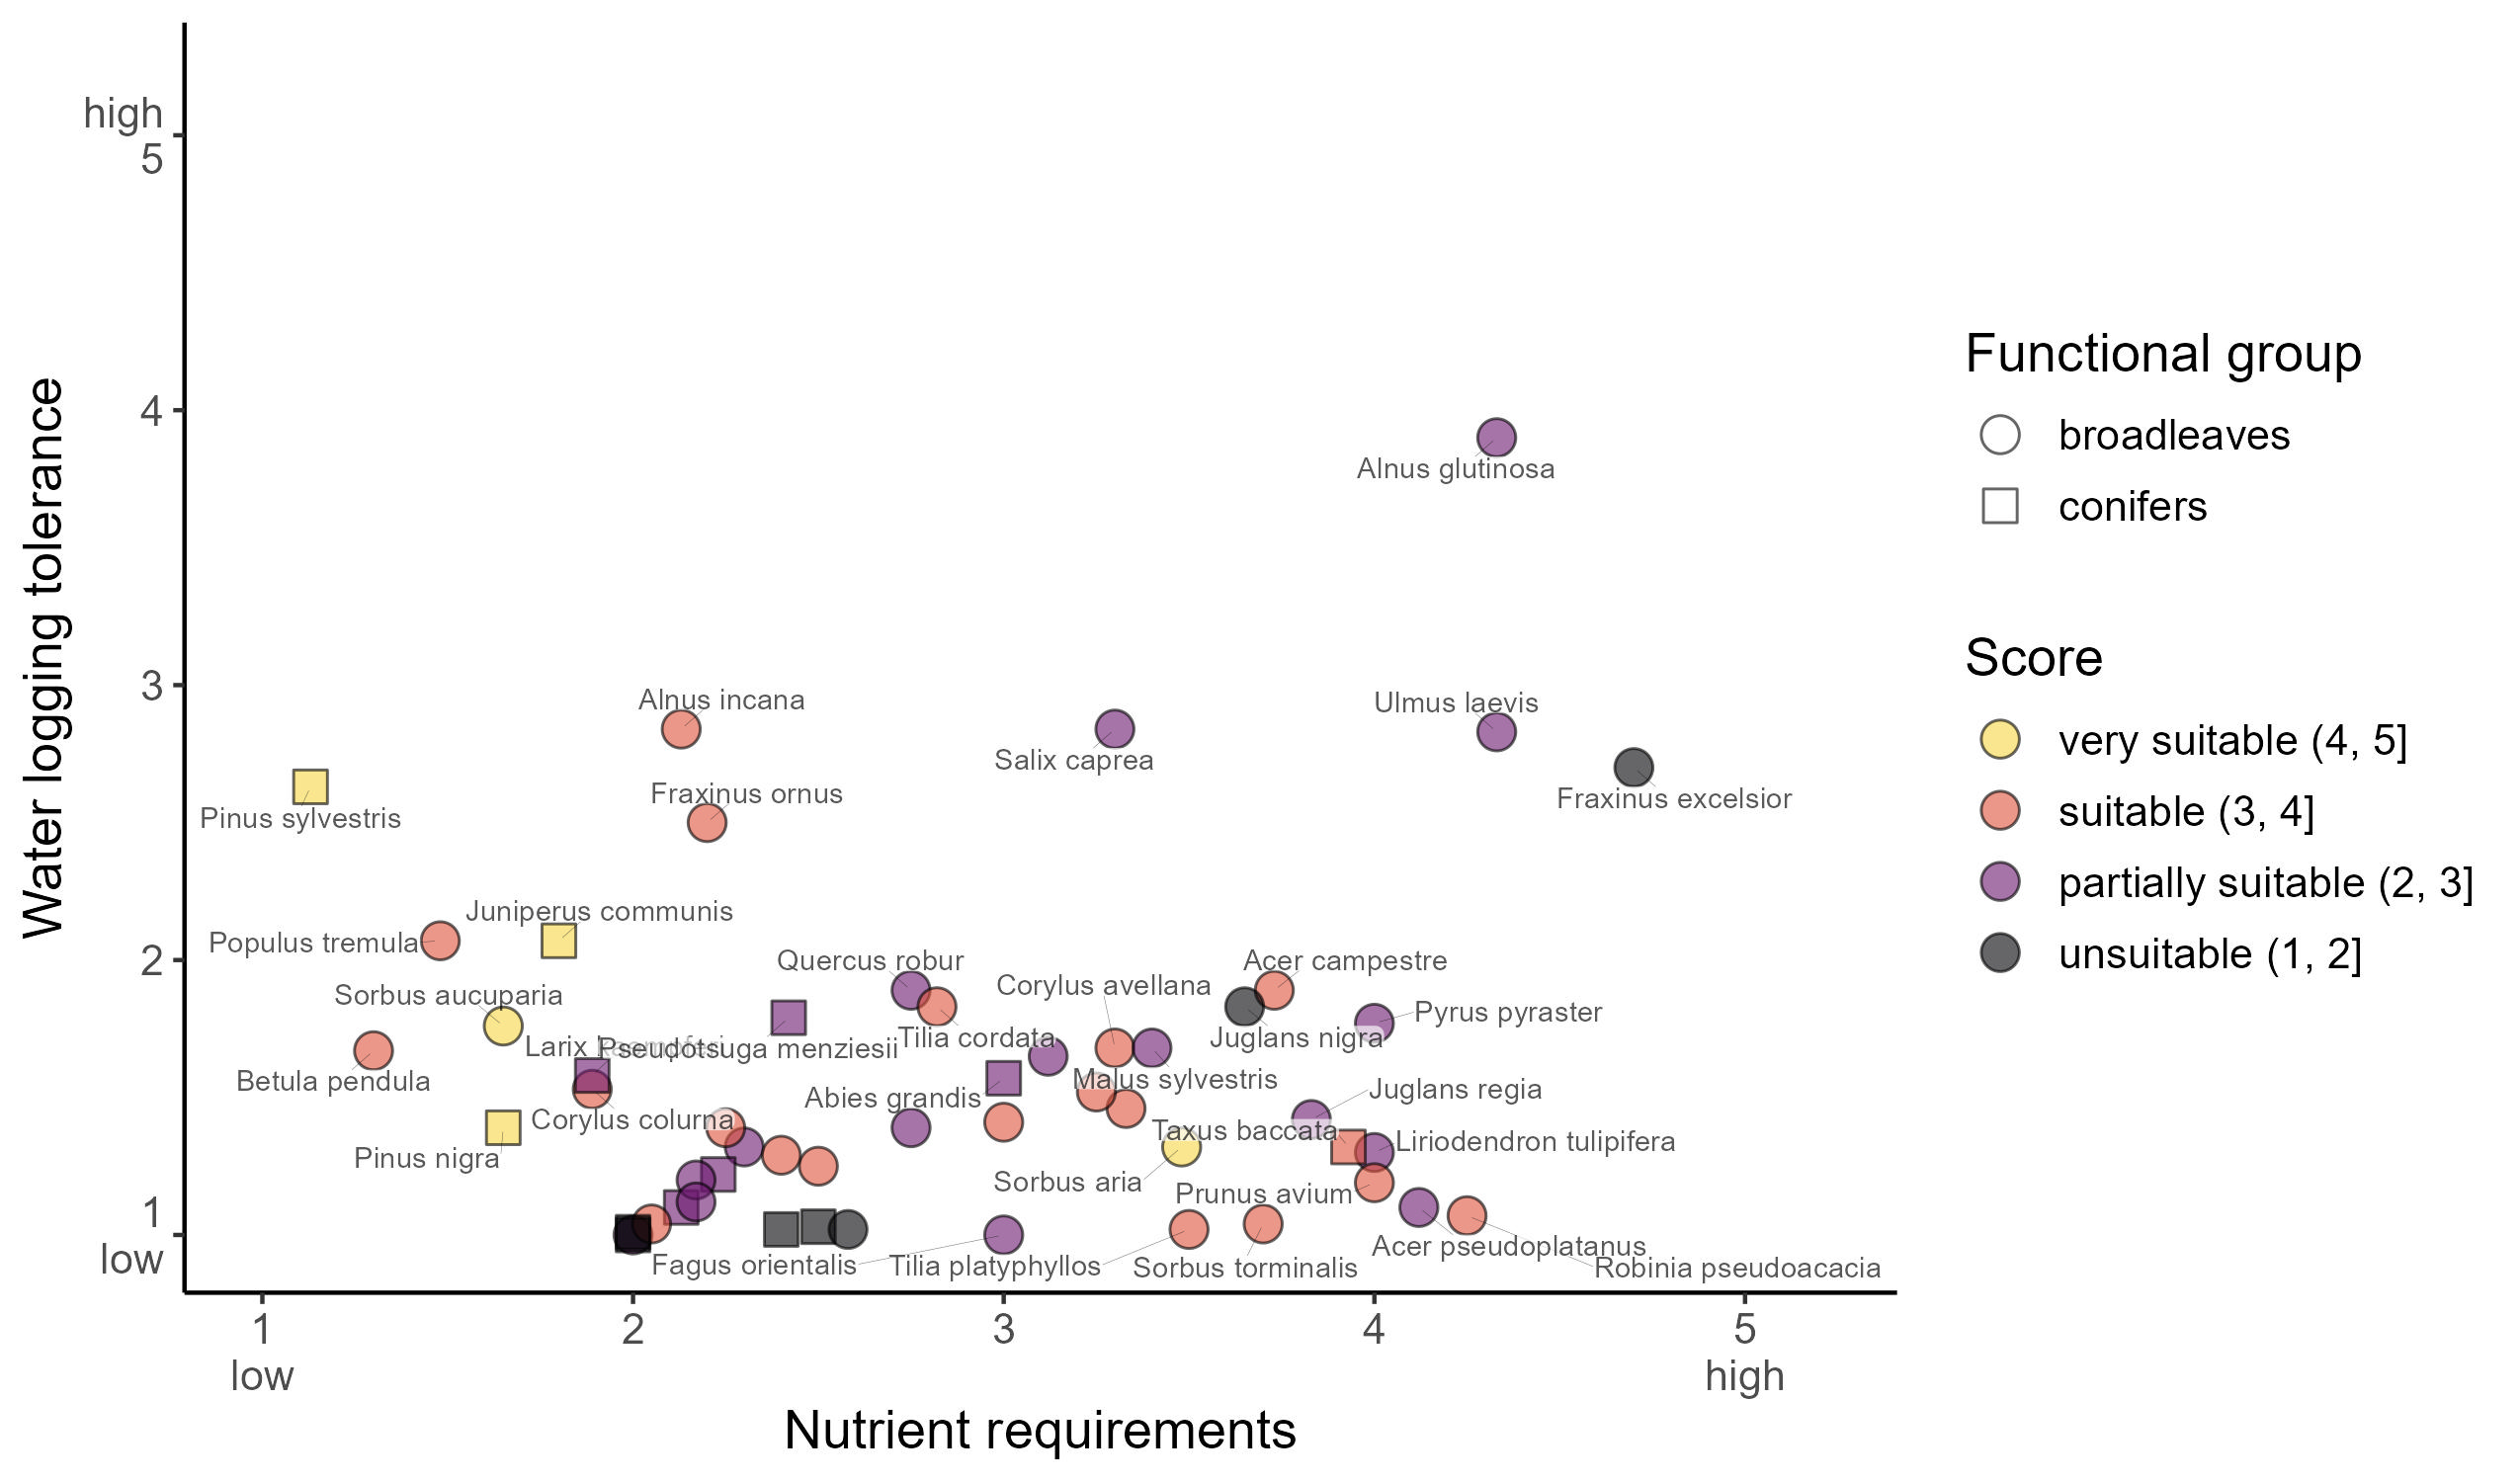 high
5
4
3
2
1
low
Water logging tolerance
Alnus glutinosa
Alnus incana
Ulmus laevis
Salix caprea
Fraxinus excelsior
Fraxinus ornus
Pinus sylvestris
Juniperus communis
Populus tremula
Quercus robur
Acer campestre
Corylus avellana
Sorbus aucuparia
Pyrus pyraster
Tilia cordata
Juglans nigra
Larix kaempferi
Pseudotsuga menziesii
Betula pendula
Malus sylvestris
Juglans regia
Abies grandis
Corylus colurna
Taxus baccata
Liriodendron tulipifera
Pinus nigra
Sorbus aria
Prunus avium
Acer pseudoplatanus
Fagus orientalis
Tilia platyphyllos
Sorbus torminalis
Robinia pseudoacacia
1
2
3
4
5
low
high
Nutrient requirements
Functional group
broadleaves
conifers
Score
very suitable (4, 5]
suitable (3, 4]
partially suitable (2, 3]
unsuitable (1, 2]